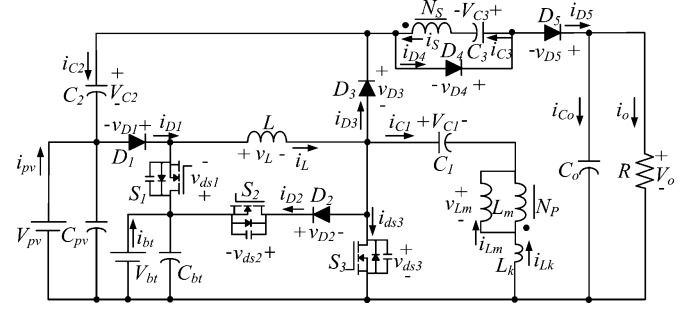 N_S -V_C3+ D_5 i_D5
i_S C_3 i_C3
i_D4 D_4 -v_D5+
-v_D4+
i_C2 + C_2 V_C2 -
D_3 + v_D3 -
i_D3
-v_D1+ i_D1 L i_C1 +V_C1- i_Co i_o
D_1 + v_L - i_L C_1
i_pv S_1 - v_ds1 +
S_2 i_D2 D_2 i_ds3
+ v_Lm - L_m N_P C_o R + V_o -
V_pv C_pv i_bt -v_ds2+ +v_D2- i_Lm
V_bt C_bt S_3 + v_ds3 - L_k i_Lk